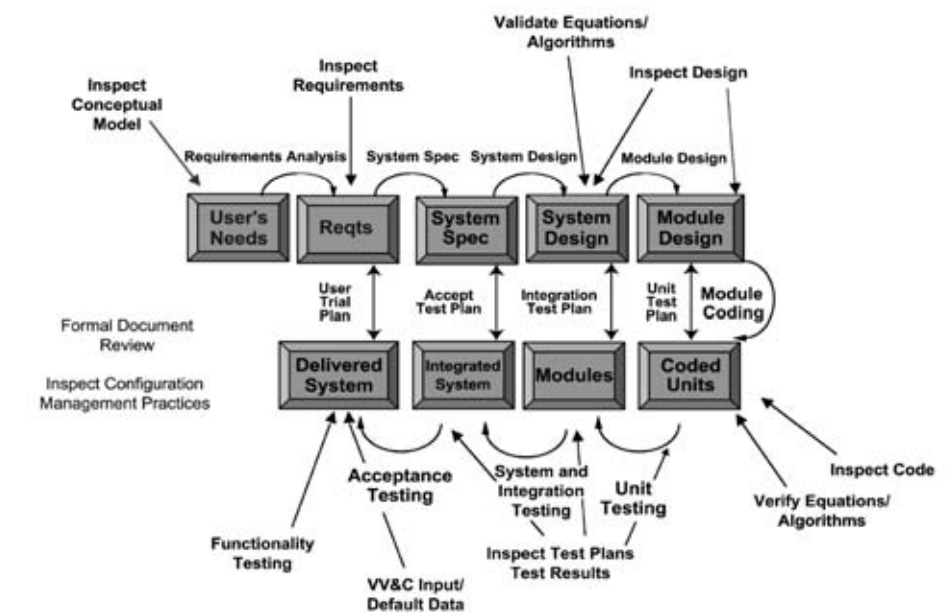 Validate Equations/
Algorithms
Inspect
Requirements
Inspect Design
Inspect
Conceptual
Model
Requirements Analysis
System Spec
System Design
Module Design
User's
Needs
Reqts
System
Spec
System
Design
Module
Design
User
Trial
Plan
Accept
Test Plan
Integration
Test Plan
Unit
Test
Plan
Module
Coding
Formal Document
Review
Inspect Configuration
Management Practices
Delivered
System
Integrated
System
Modules
Coded
Units
Acceptance
Testing
System and
Integration
Testing
Unit
Testing
Inspect Code
Verify Equations/
Algorithms
Functionality
Testing
Inspect Test Plans
Test Results
VV&C Input/
Default Data